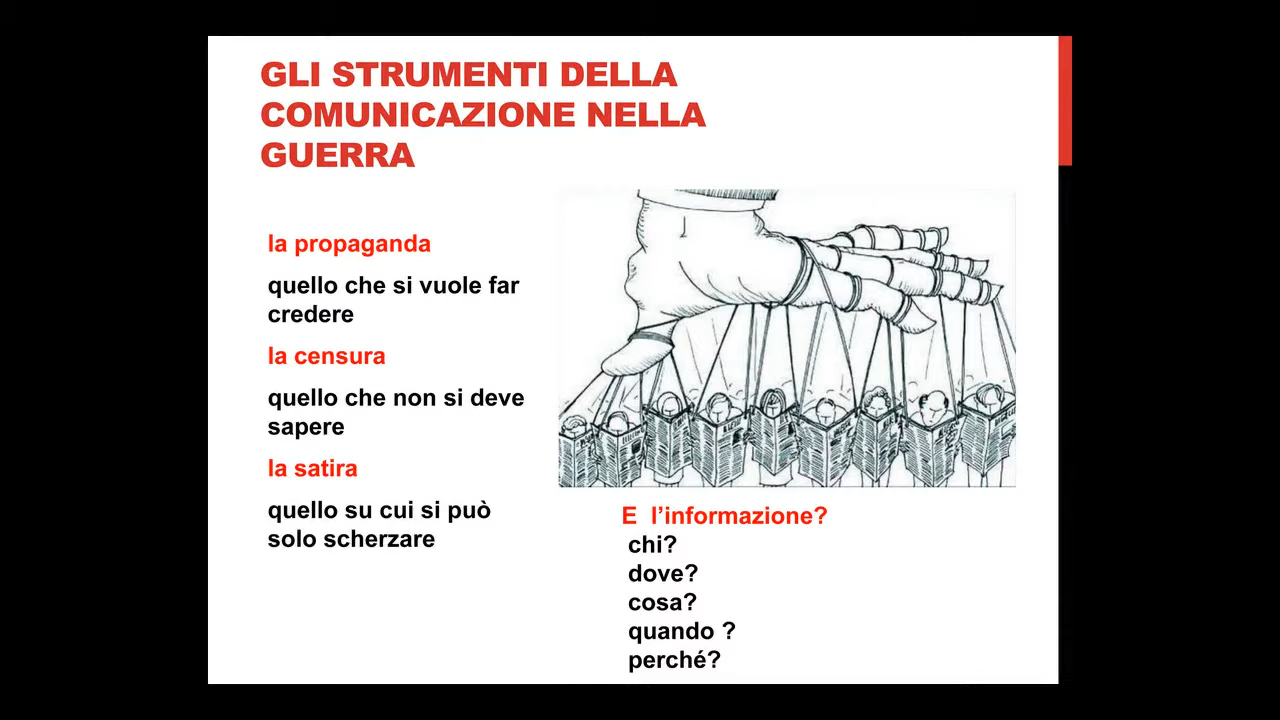 GLI STRUMENTI DELLA
COMUNICAZIONE NELLA
GUERRA
la propaganda
quello che si vuole far
credere
la censura
quello che non si deve
sapere
la satira
quello su cui si può
solo scherzare
E l’informazione?
chi?
dove?
cosa?
quando ?
perché?